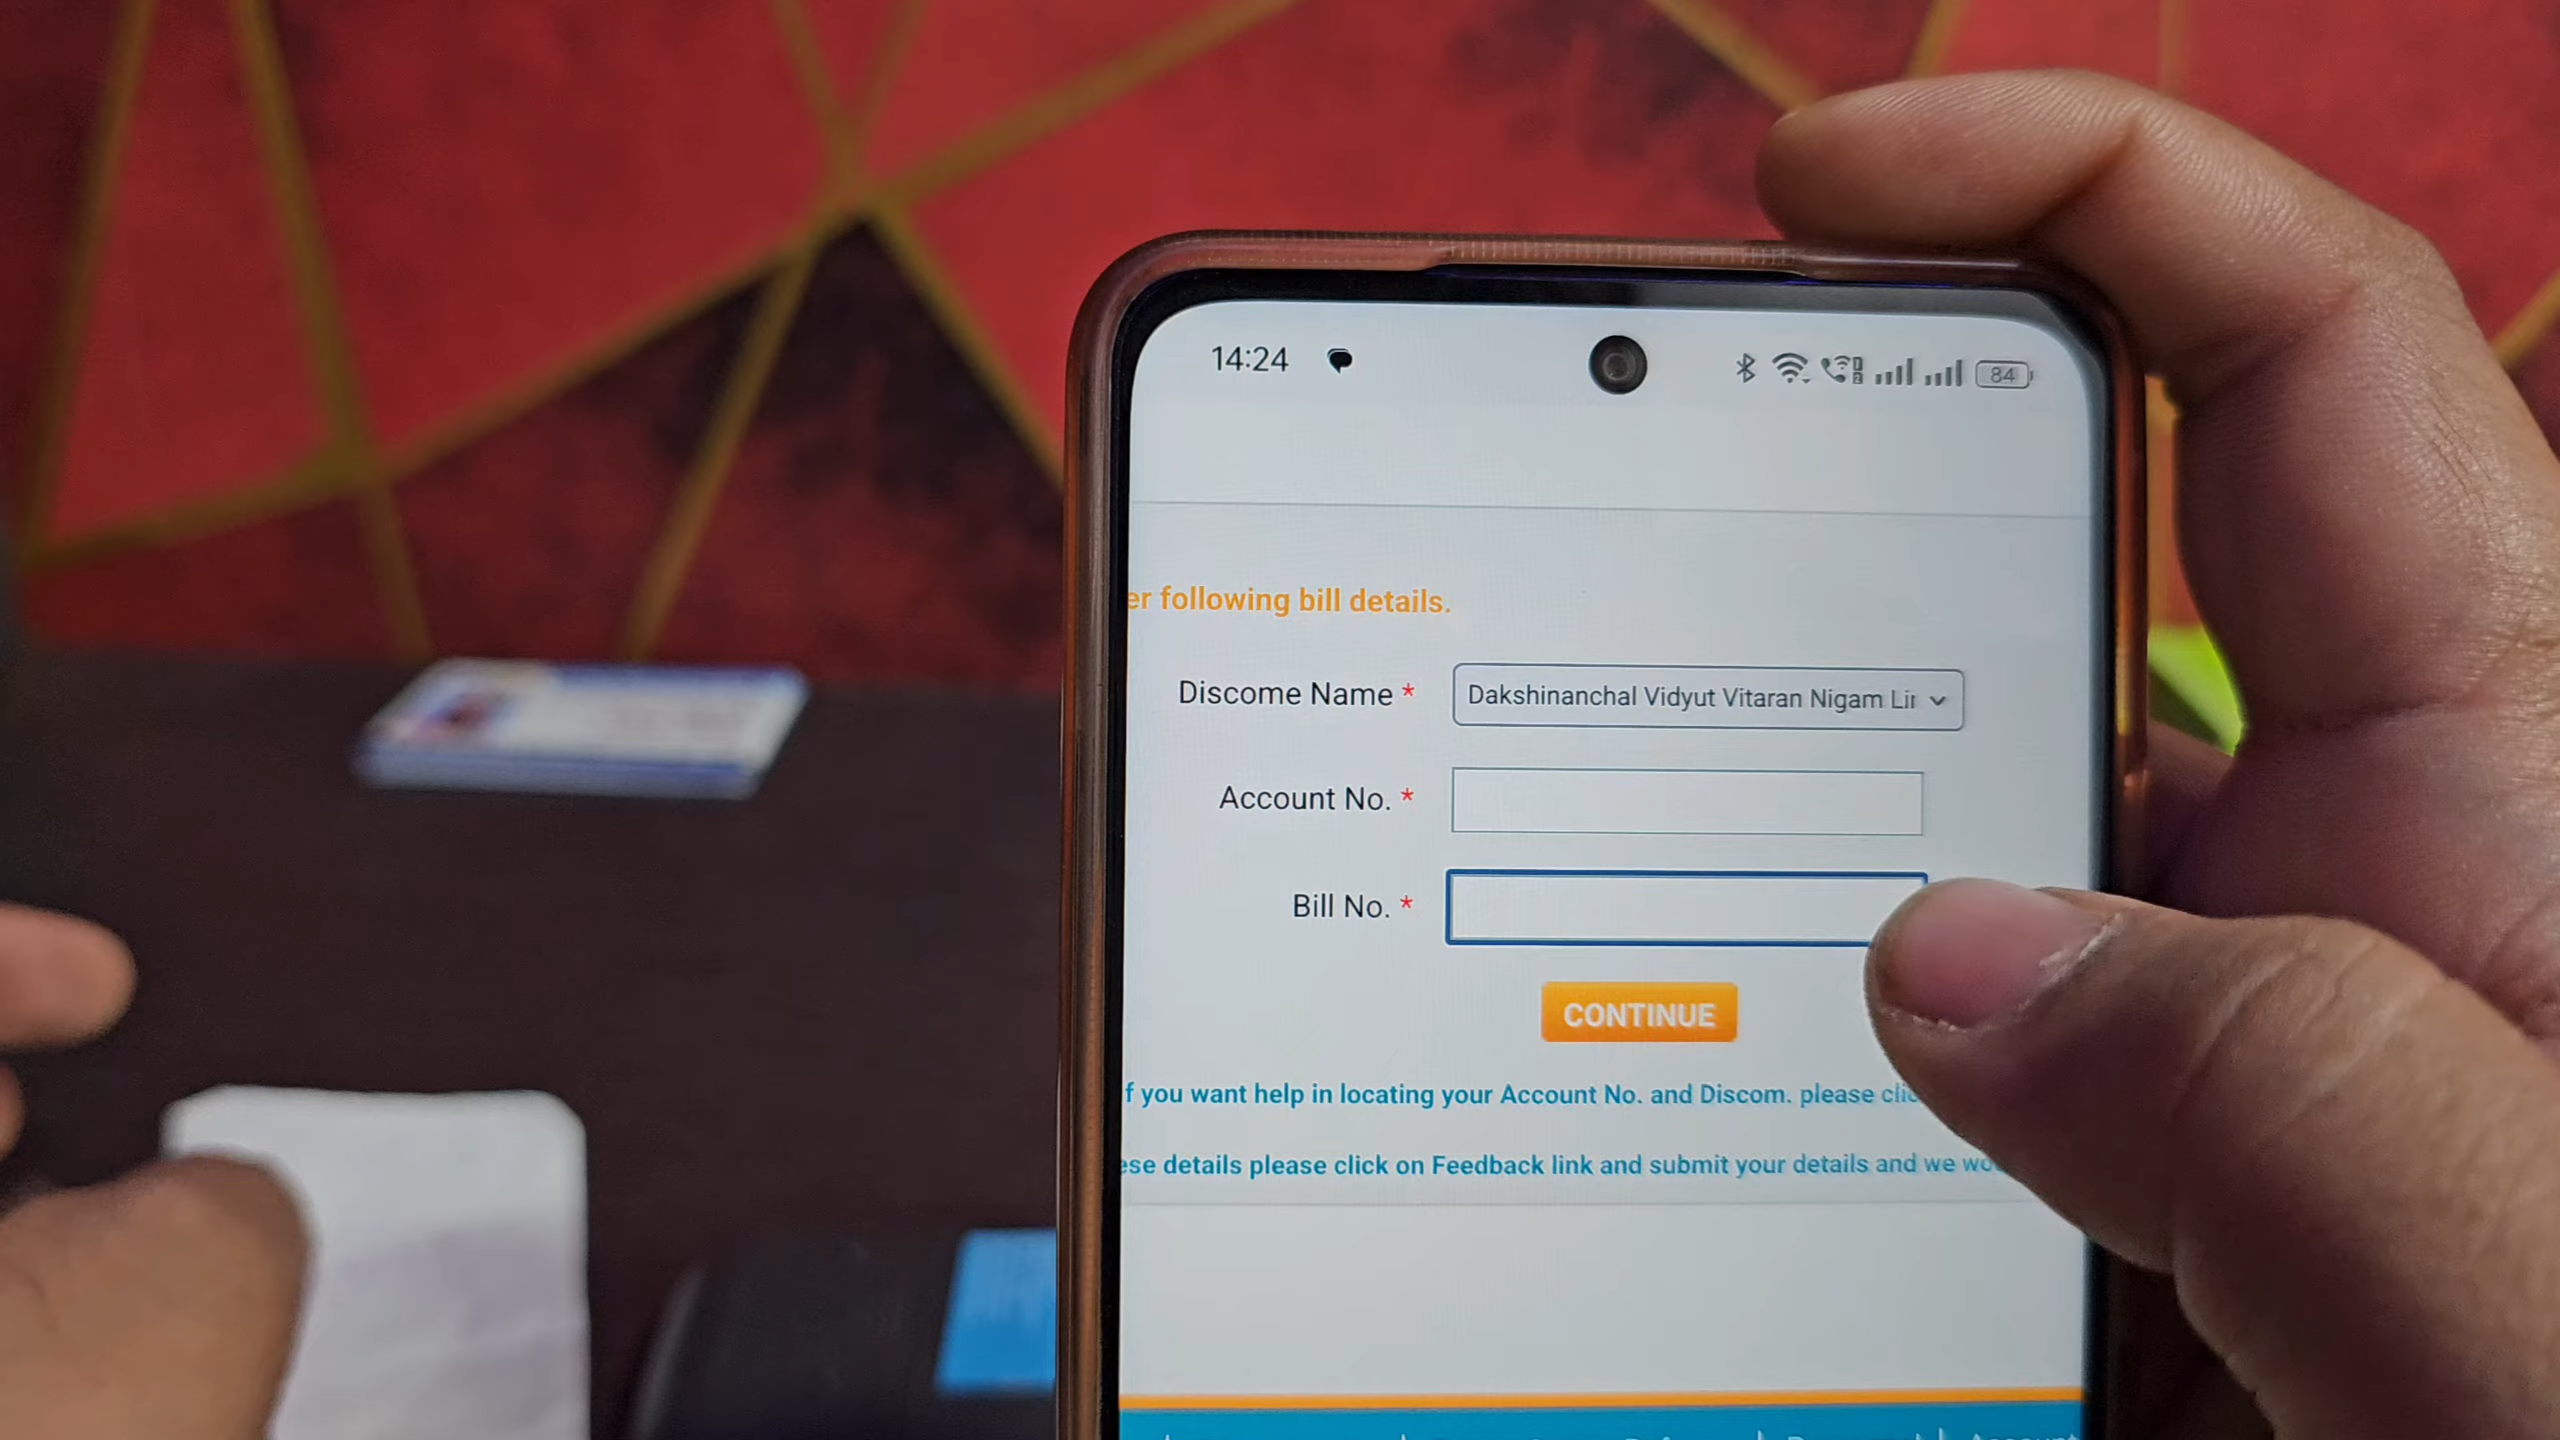 14:24
84
er following bill details.
Discome Name * Dakshinanchal Vidyut Vitaran Nigam Lir
Account No. *
Bill No. *
CONTINUE
f you want help in locating your Account No. and Discom. please clic
ese details please click on Feedback link and submit your details and we wou